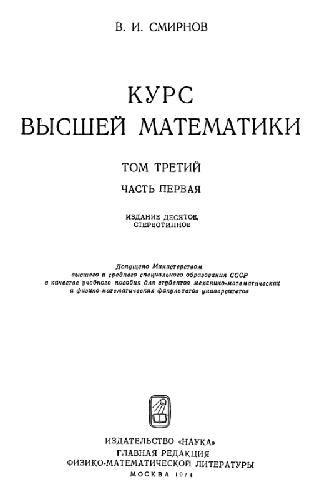 В. И. СМИРНОВ
КУРС
ВЫСШЕЙ МАТЕМАТИКИ
ТОМ ТРЕТИЙ
ЧАСТЬ ПЕРВАЯ
ИЗДАНИЕ ДЕСЯТОЕ,
СТЕРЕОТИПНОЕ
Допущено Министерством
высшего и среднего специального образования СССР
в качестве учебного пособия для студентов механико-математических
и физико-математических факультетов университетов
ИЗДАТЕЛЬСТВО «НАУКА»
ГЛАВНАЯ РЕДАКЦИЯ
ФИЗИКО-МАТЕМАТИЧЕСКОЙ ЛИТЕРАТУРЫ
МОСКВА 1974